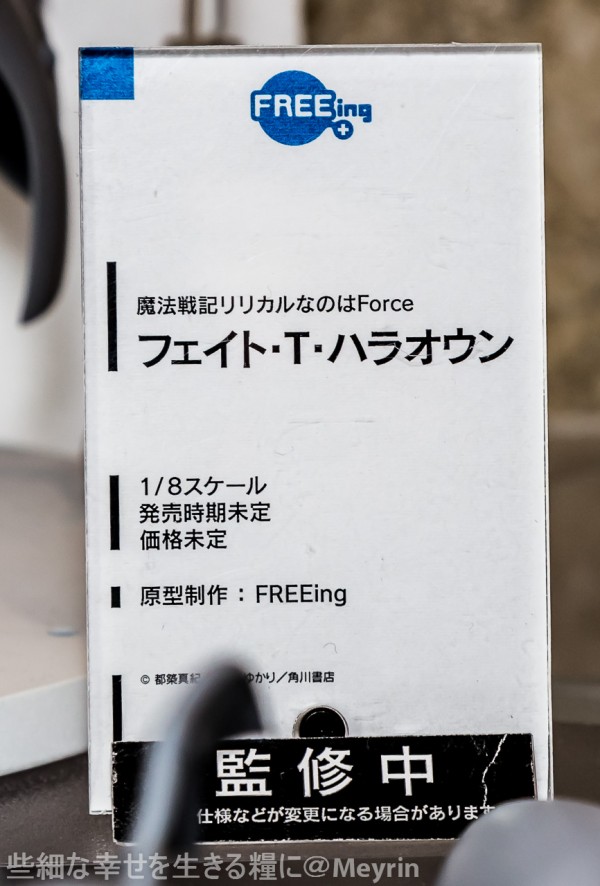 FREEing
魔法戦記リリカルなのはForce
フェイト・T・ハラオウン
1/8スケール
発売時期未定
価格未定
原型制作：FREEing
© 都築真紀 ゆかり／角川書店
監修中
仕様などが変更になる場合があります
些細な幸せを生きる糧に@Meyrin